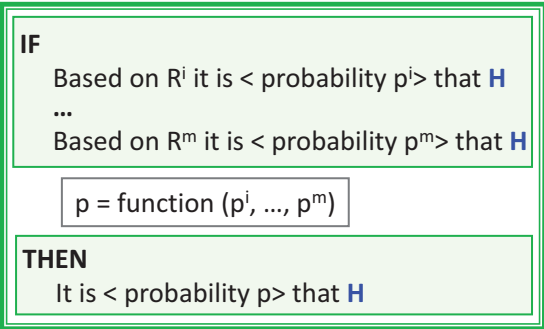 IF
Based on Rⁱ it is < probability pⁱ> that H
...
Based on Rᵐ it is < probability pᵐ> that H
p = function (pⁱ, ..., pᵐ)
THEN
It is < probability p> that H